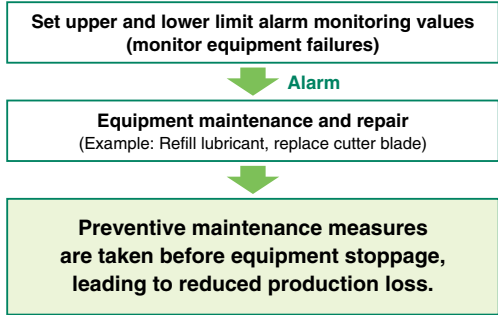 Set upper and lower limit alarm monitoring values
(monitor equipment failures)
Alarm
Equipment maintenance and repair
(Example: Refill lubricant, replace cutter blade)
Preventive maintenance measures
are taken before equipment stoppage,
leading to reduced production loss.